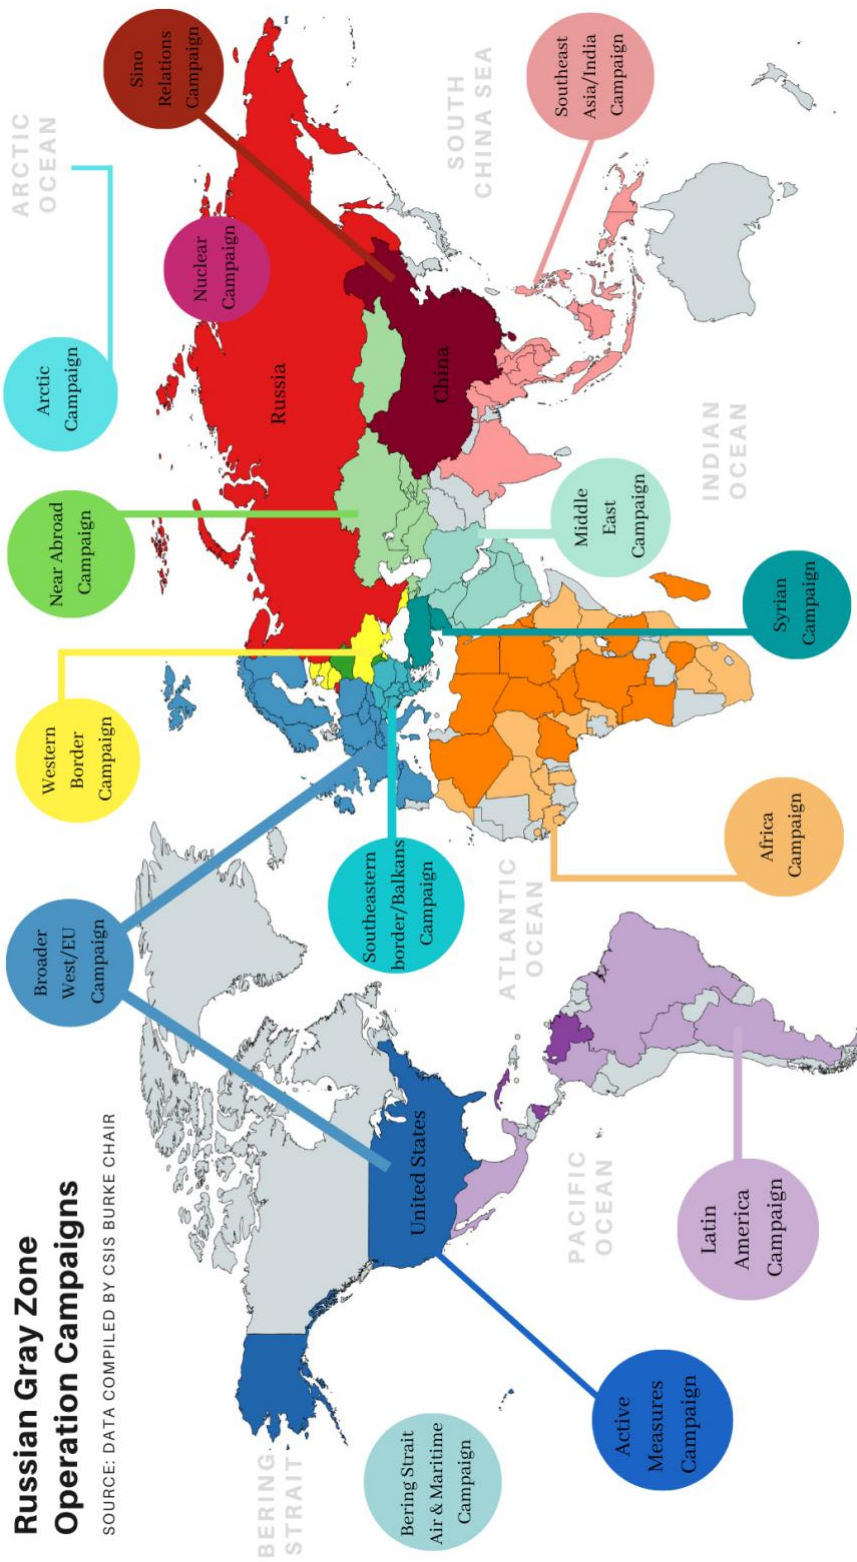 Russian Gray Zone
Operation Campaigns
SOURCE: DATA COMPILED BY CSIS BURKE CHAIR
Broader
West/EU
Campaign
Western
Border
Campaign
Near Abroad
Campaign
Arctic
Campaign
ARCTIC
OCEAN
Nuclear
Campaign
Sino
Relations
Campaign
Russia
China
United States
BERING
STRAIT
Bering Strait
Air & Maritime
Campaign
Active
Measures
Campaign
PACIFIC
OCEAN
Latin
America
Campaign
ATLANTIC
OCEAN
Southeastern
border/Balkans
Campaign
Africa
Campaign
Syrian
Campaign
Middle
East
Campaign
INDIAN
OCEAN
SOUTH
CHINA SEA
Southeast
Asia/India
Campaign